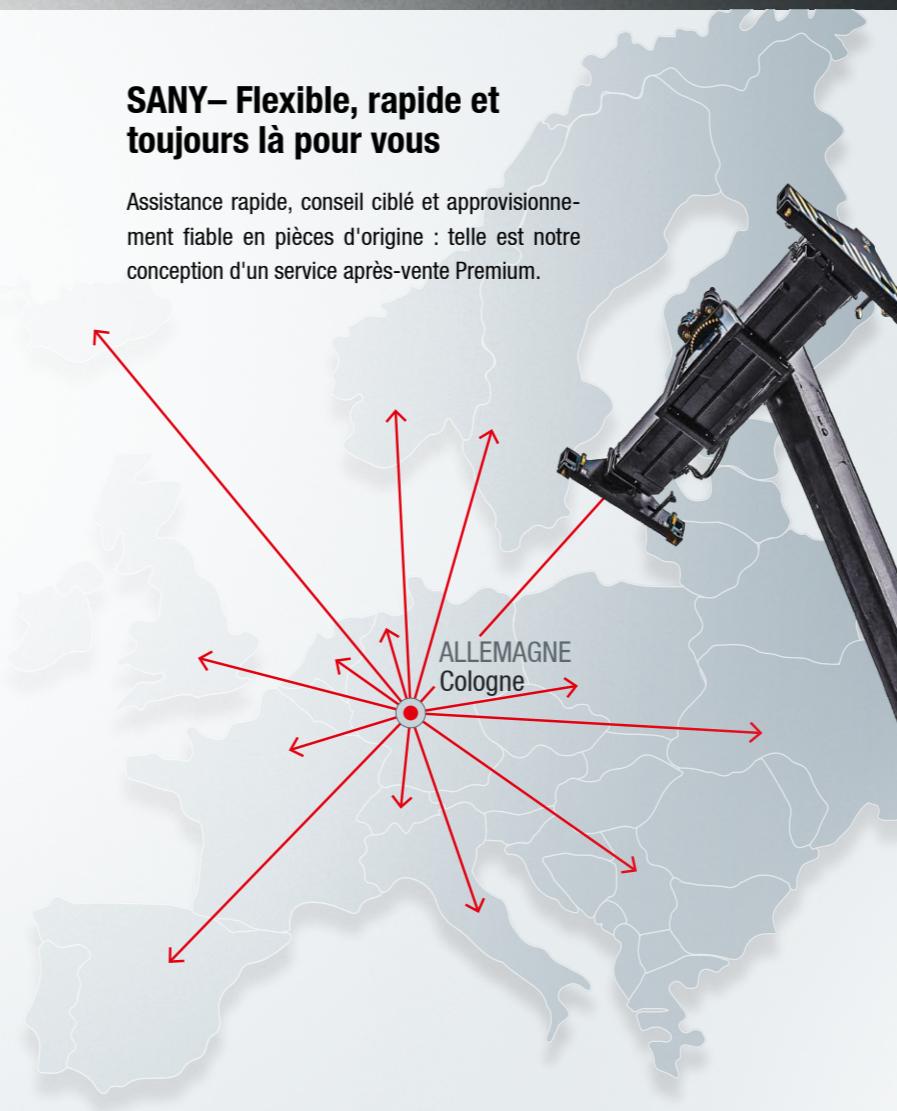 SANY– Flexible, rapide et
toujours là pour vous
Assistance rapide, conseil ciblé et approvisionne-
ment fiable en pièces d'origine : telle est notre
conception d'un service après-vente Premium.
ALLEMAGNE
Cologne